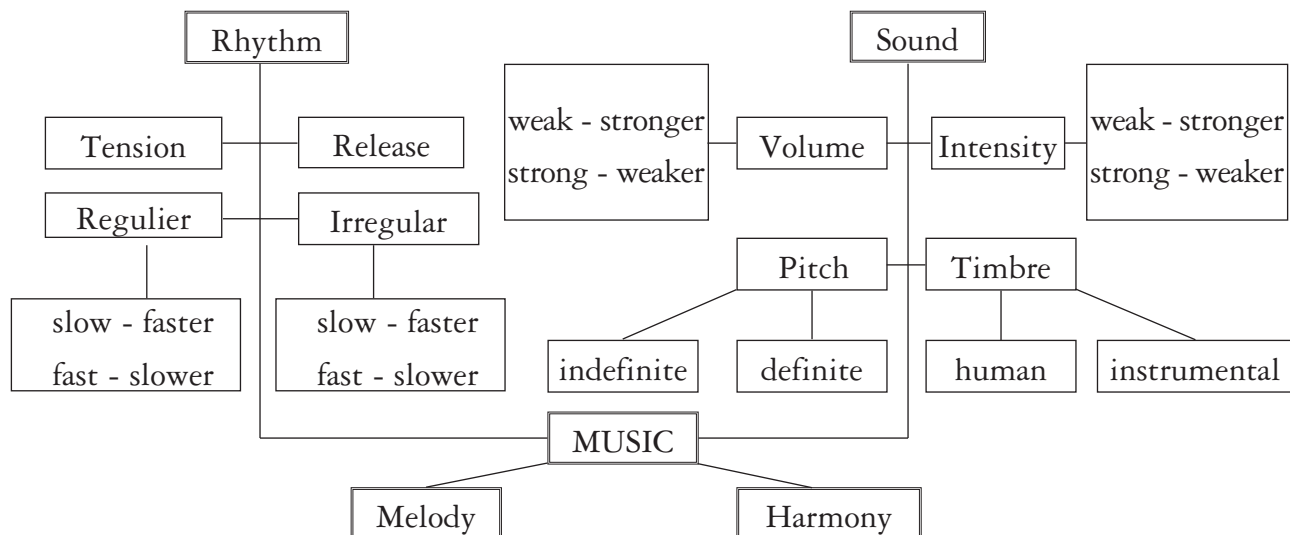 Rhythm
Sound
weak - stronger
strong - weaker
weak - stronger
strong - weaker
Tension
Release
Volume
Intensity
Regulier
Irregular
Pitch
Timbre
slow - faster
fast - slower
slow - faster
fast - slower
indefinite
definite
human
instrumental
MUSIC
Melody
Harmony